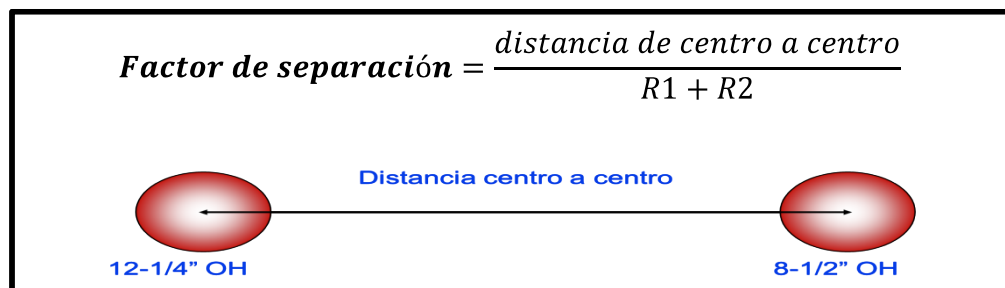 Factor de separación = distancia de centro a centro
R1 + R2
Distancia centro a centro
12-1/4” OH
8-1/2” OH